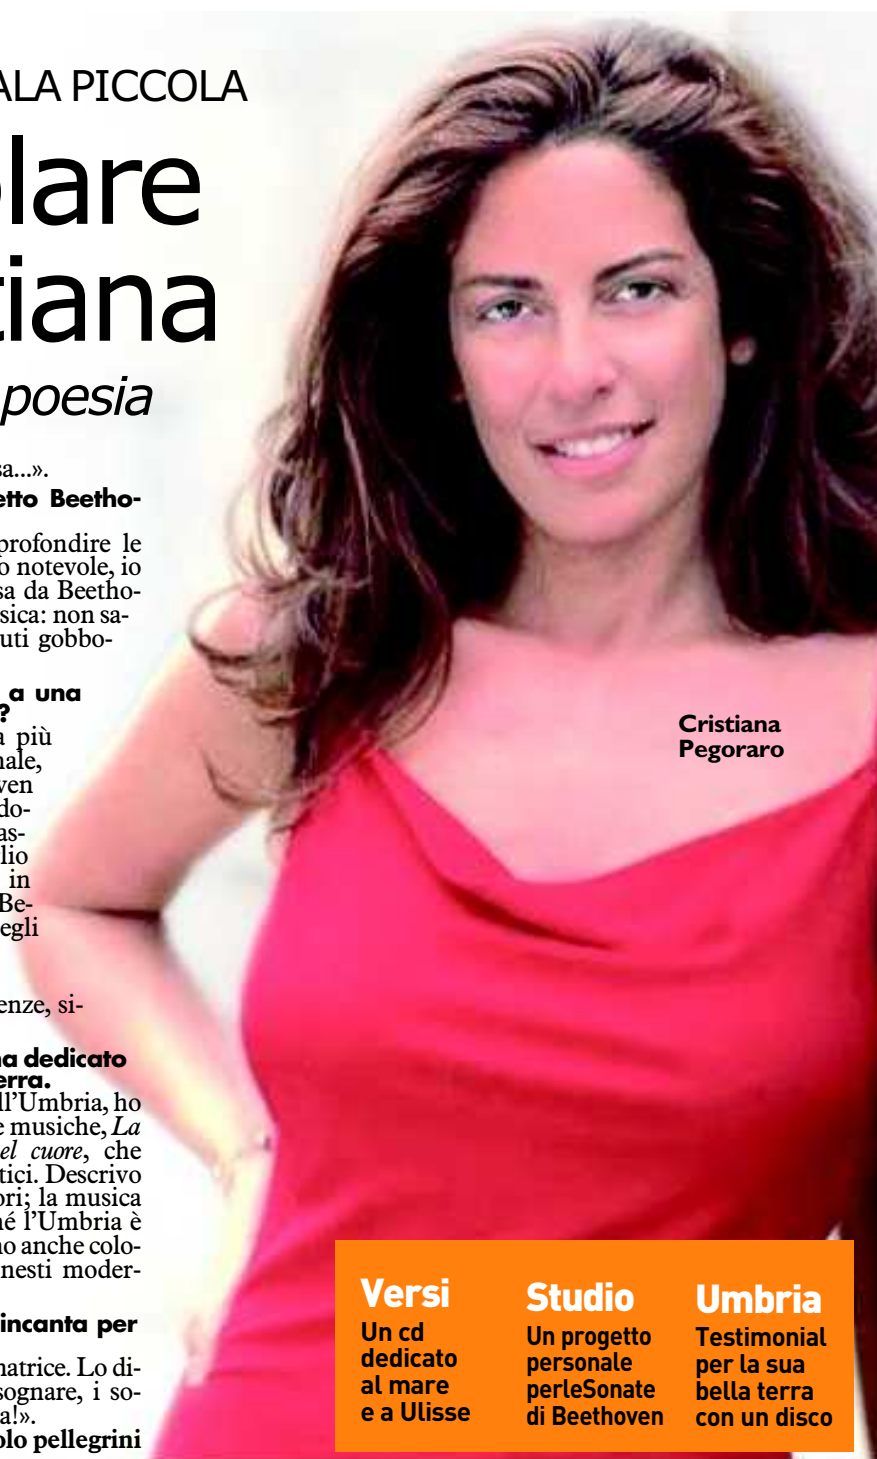 ALA PICCOLA
lare
tiana
poesia
sa...».
etto Beetho-
profondire le
o notevole, io
sa da Beetho-
sica: non sa-
uti gobbo-
a una
?
a più
nale,
ven
do-
as-
lio
in
Be-
egli
enze, si-
na dedicato
erra.
ll'Umbria, ho
e musiche, La
el cuore, che
tici. Descrivo
ori; la musica
né l'Umbria è
no anche colo-
nesti moder-
incanta per
natrice. Lo di-
sognare, i so-
a!».
olo pellegrini
Cristiana
Pegoraro
Versi
Un cd
dedicato
al mare
e a Ulisse
Studio
Un progetto
personale
perleSonate
di Beethoven
Umbria
Testimonial
per la sua
bella terra
con un disco